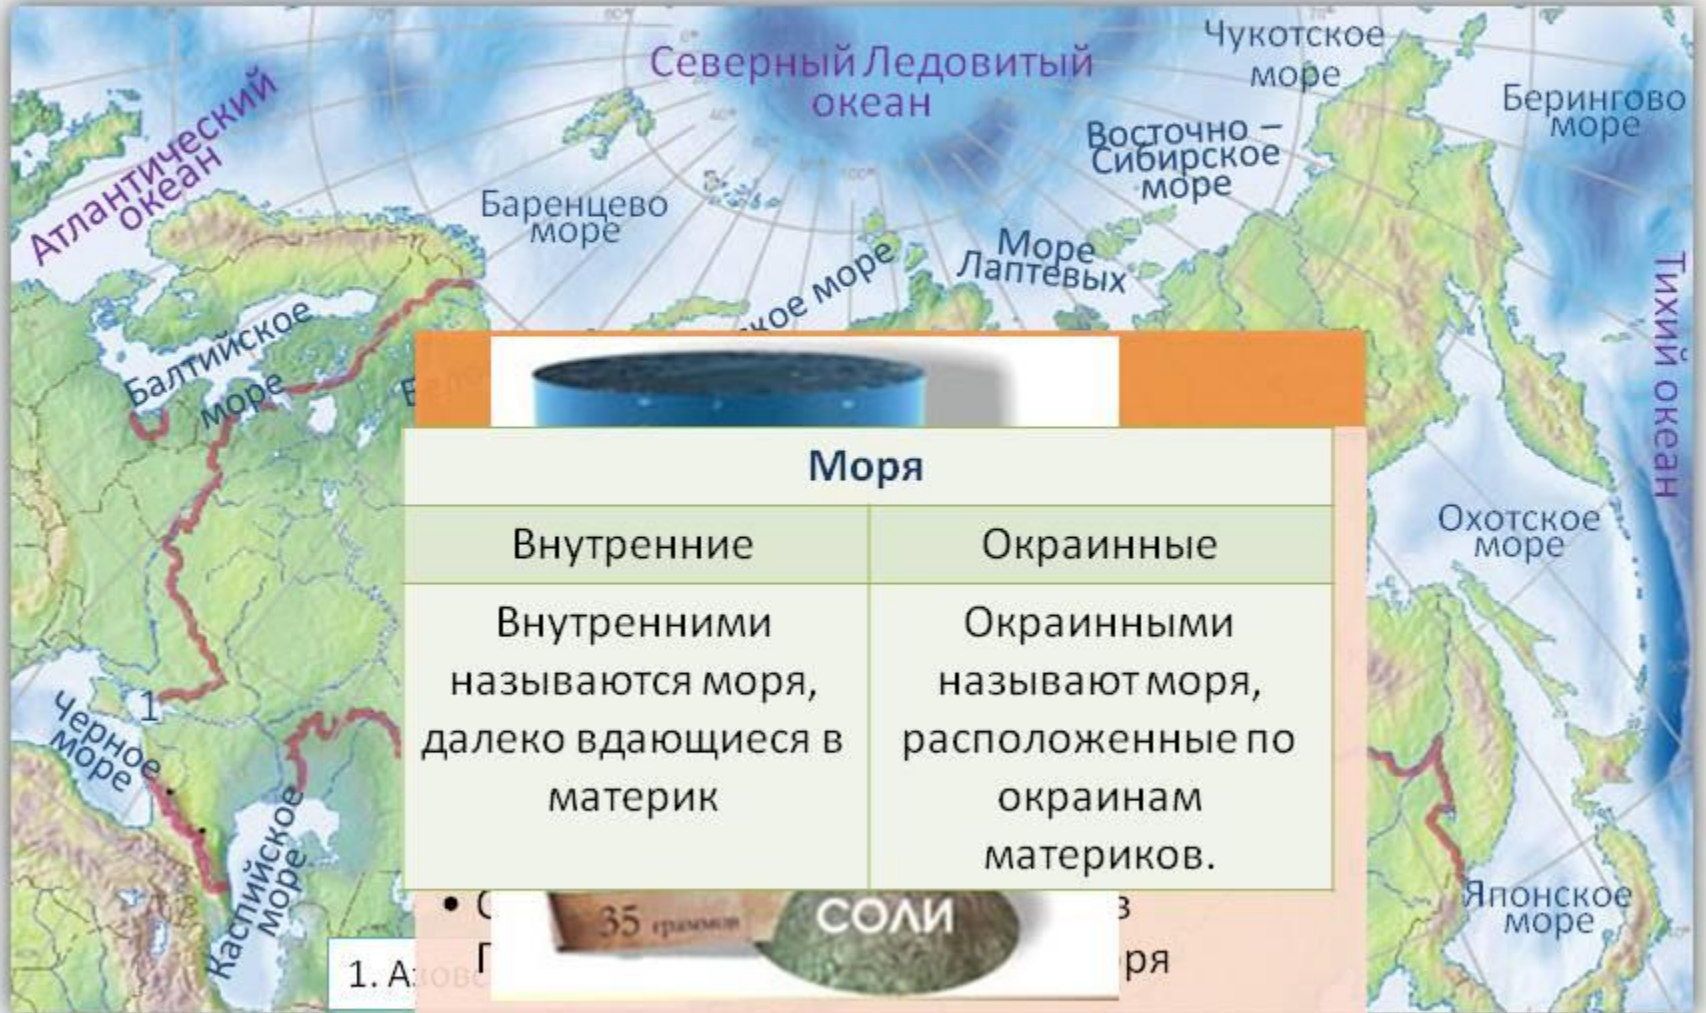 Северный Ледовитый
океан
Чукотское
море
Берингово
море
Восточно –
Сибирское
море
Атлантический
океан
Баренцево
море
Море
Лаптевых
море
Тихий океан
Балтийское
море
Моря
Внутренние
Окраинные
Внутренними
называются моря,
далеко вдающиеся в
материк
Окраинными
называют моря,
расположенные по
окраинам
материков.
Охотское
море
1
Черное
море
Каспийское
море
Японское
море
35 граммов
СОЛИ
1.